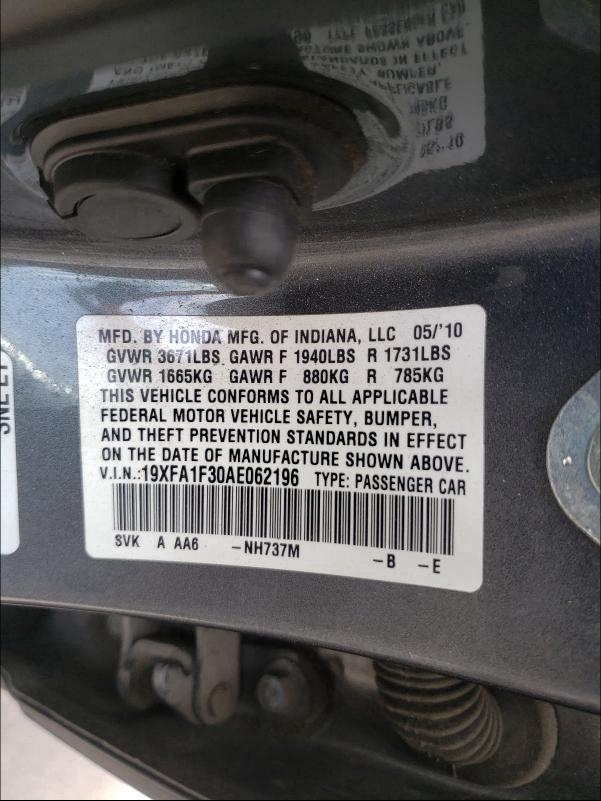 MFD. BY HONDA MFG. OF INDIANA, LLC 05/'10
GVWR 3671LBS GAWR F 1940LBS R 1731LBS
GVWR 1665KG GAWR F 880KG R 785KG
THIS VEHICLE CONFORMS TO ALL APPLICABLE
FEDERAL MOTOR VEHICLE SAFETY, BUMPER,
AND THEFT PREVENTION STANDARDS IN EFFECT
ON THE DATE OF MANUFACTURE SHOWN ABOVE.
V.I.N.:19XFA1F30AE062196 TYPE: PASSENGER CAR
SVK A AA6 -NH737M -B -E